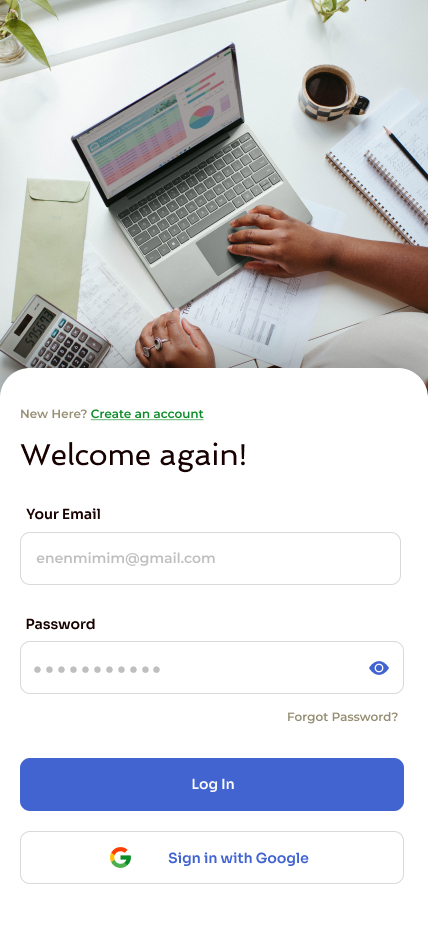 New Here? Create an account
Welcome again!
Your Email
enenmimim@gmail.com
Password
Forgot Password?
Log In
Sign in with Google